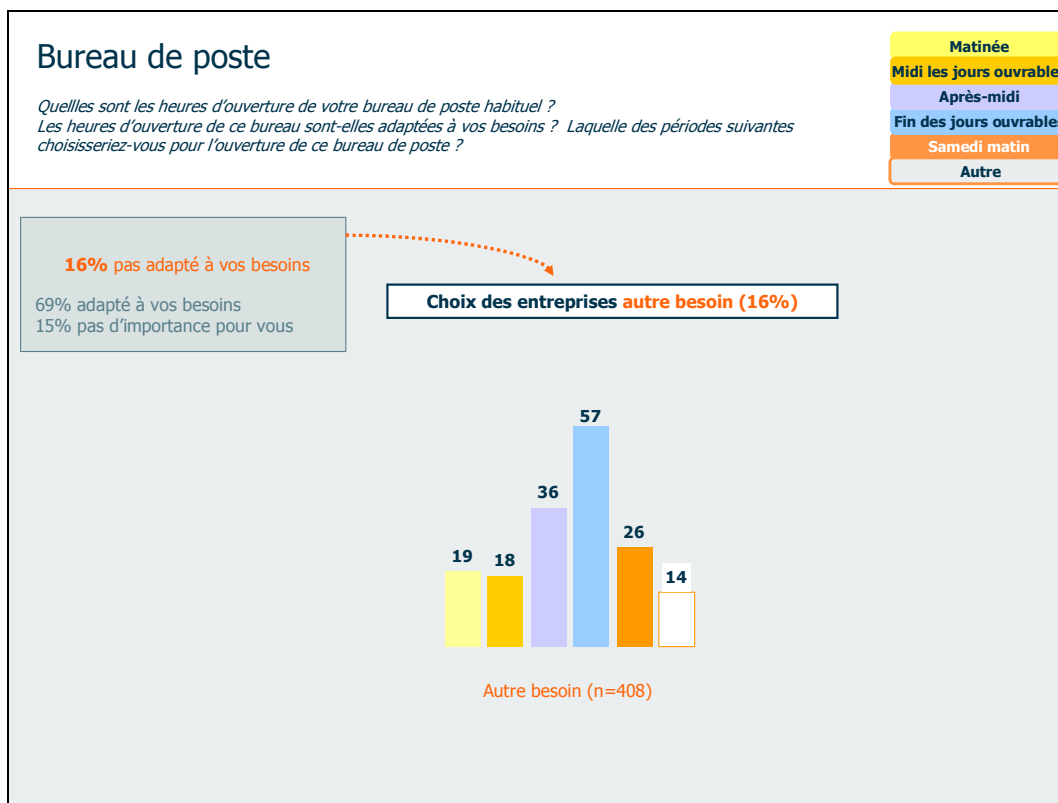 Bureau de poste
Quelles sont les heures d'ouverture de votre bureau de poste habituel ?
Les heures d'ouverture de ce bureau sont-elles adaptées à vos besoins ? Laquelle des périodes suivantes
choisisseriez-vous pour l'ouverture de ce bureau de poste ?
Matinée
Midi les jours ouvrable
Après-midi
Fin des jours ouvrables
Samedi matin
Autre
16% pas adapté à vos besoins
69% adapté à vos besoins
15% pas d'importance pour vous
Choix des entreprises autre besoin (16%)
57
36
26
19
18
14
Autre besoin (n=408)